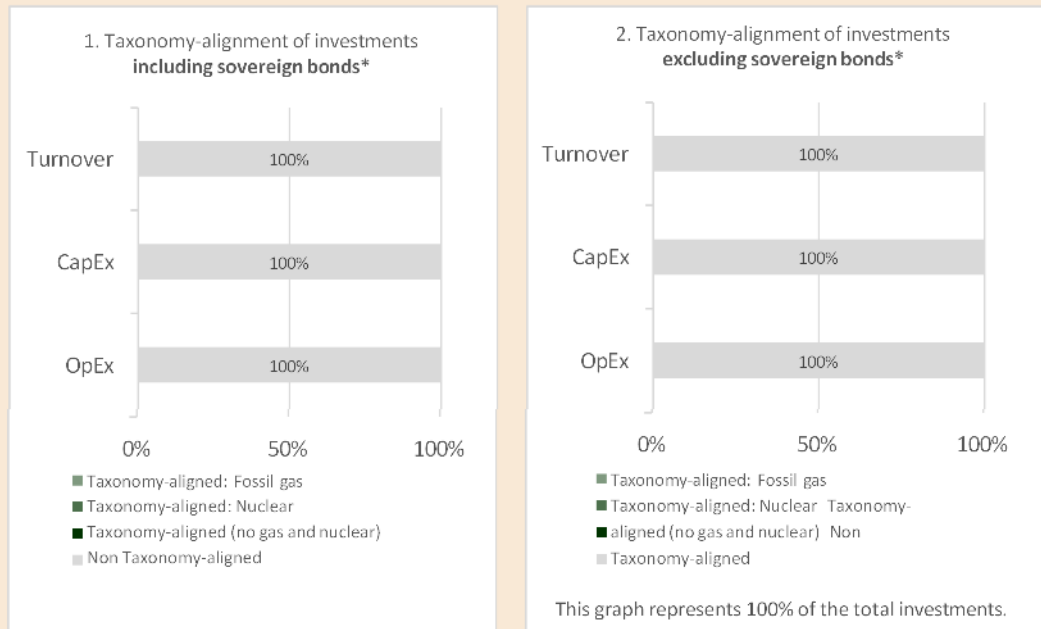 1. Taxonomy-alignment of investments
including sovereign bonds*
Turnover
100%
CapEx
100%
OpEx
100%
0% 50% 100%
Taxonomy-aligned: Fossil gas
Taxonomy-aligned: Nuclear
Taxonomy-aligned (no gas and nuclear)
Non Taxonomy-aligned
2. Taxonomy-alignment of investments
excluding sovereign bonds*
Turnover
100%
CapEx
100%
OpEx
100%
0% 50% 100%
Taxonomy-aligned: Fossil gas
Taxonomy-aligned: Nuclear Taxonomy-
aligned (no gas and nuclear) Non
Taxonomy-aligned
This graph represents 100% of the total investments.